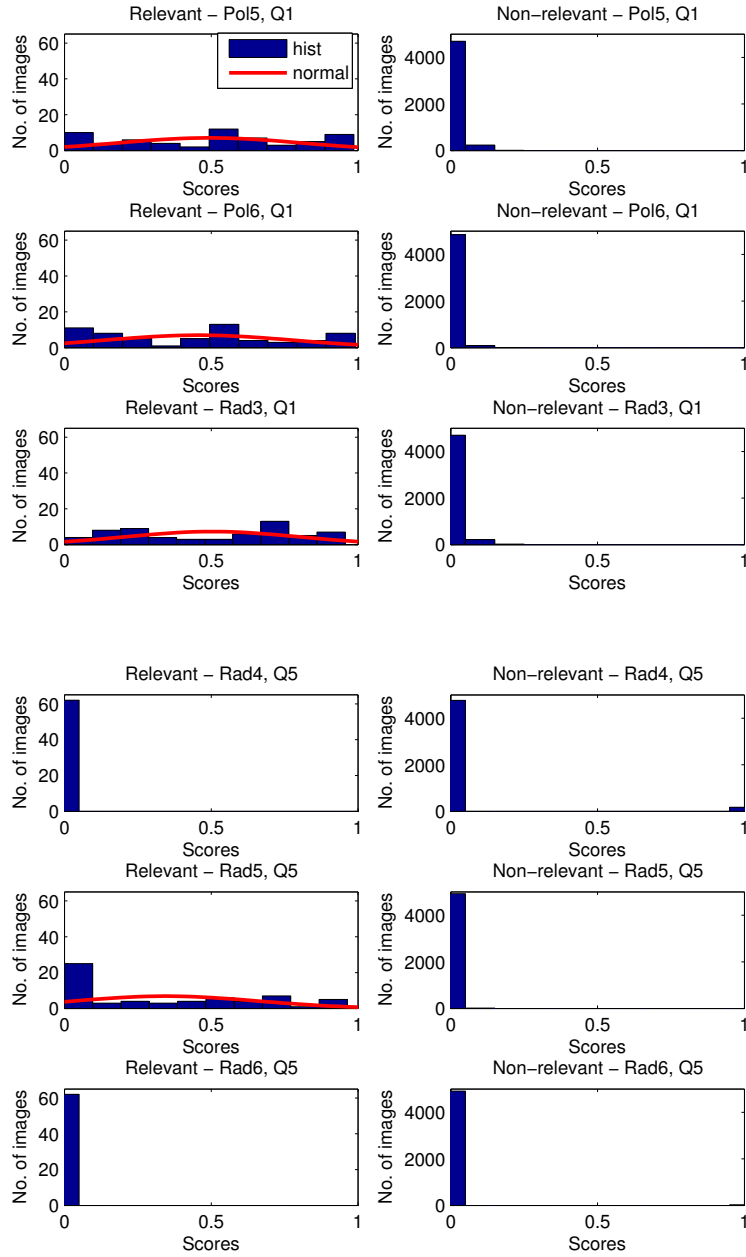 Relevant − Pol5, Q1
No. of images
60
40
20
0
0
0.5
1
Scores
hist
normal
Non−relevant − Pol5, Q1
4000
2000
0
0
0.5
1
Scores
Relevant − Pol6, Q1
No. of images
60
40
20
0
0
0.5
1
Scores
Non−relevant − Pol6, Q1
No. of images
4000
2000
0
0
0.5
1
Scores
Relevant − Rad3, Q1
No. of images
60
40
20
0
0
0.5
1
Scores
Non−relevant − Rad3, Q1
No. of images
4000
2000
0
0
0.5
1
Scores
Relevant − Rad4, Q5
No. of images
60
40
20
0
0
0.5
1
Scores
Non−relevant − Rad4, Q5
No. of images
4000
2000
0
0
0.5
1
Scores
Relevant − Rad5, Q5
No. of images
60
40
20
0
0
0.5
1
Scores
Non−relevant − Rad5, Q5
No. of images
4000
2000
0
0
0.5
1
Scores
Relevant − Rad6, Q5
No. of images
60
40
20
0
0
0.5
1
Scores
Non−relevant − Rad6, Q5
No. of images
4000
2000
0
0
0.5
1
Scores